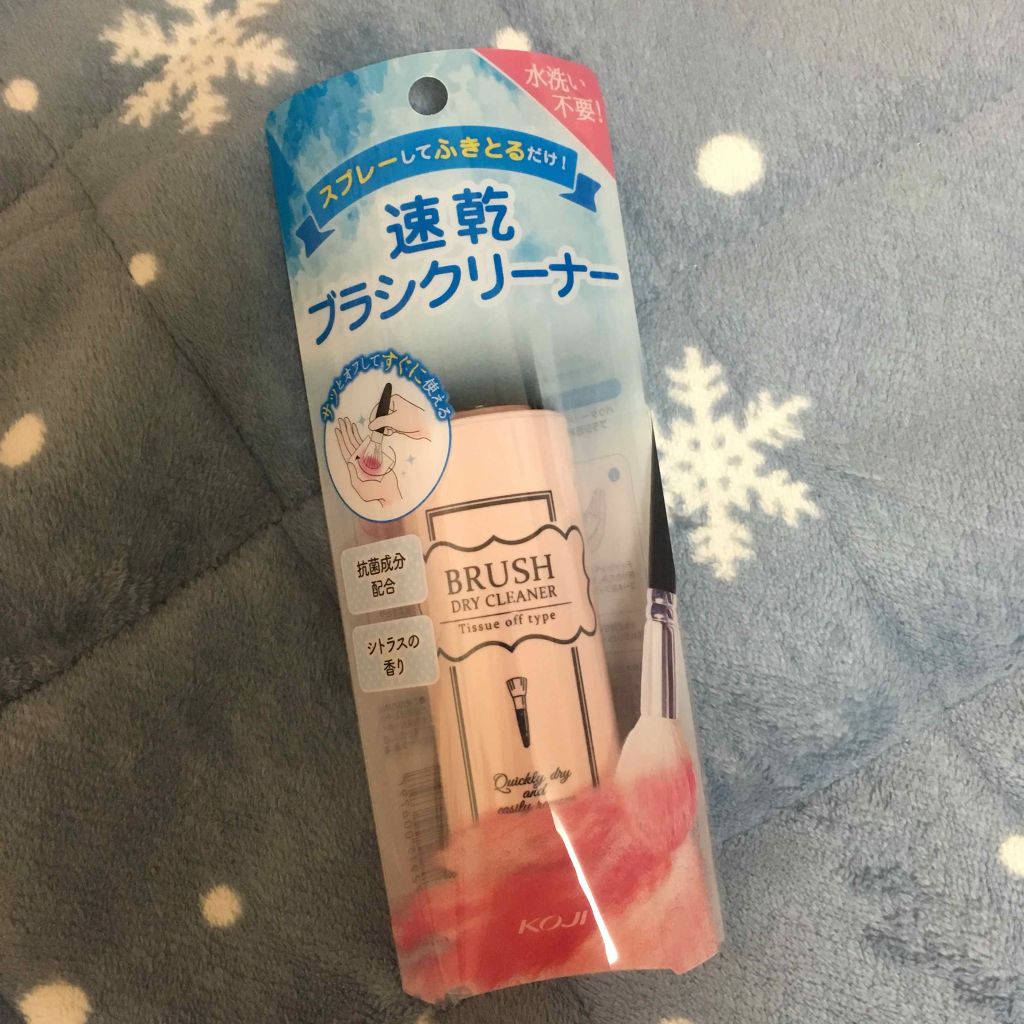 水洗い
不要!
スプレーしてふきとるだけ!
速乾
ブラシクリーナー
サッとオフしてすぐに使える
抗菌成分
配合
シトラスの
香り
BRUSH
DRY CLEANER
Tissue off type
Quickly dry
and
easily
KOJI